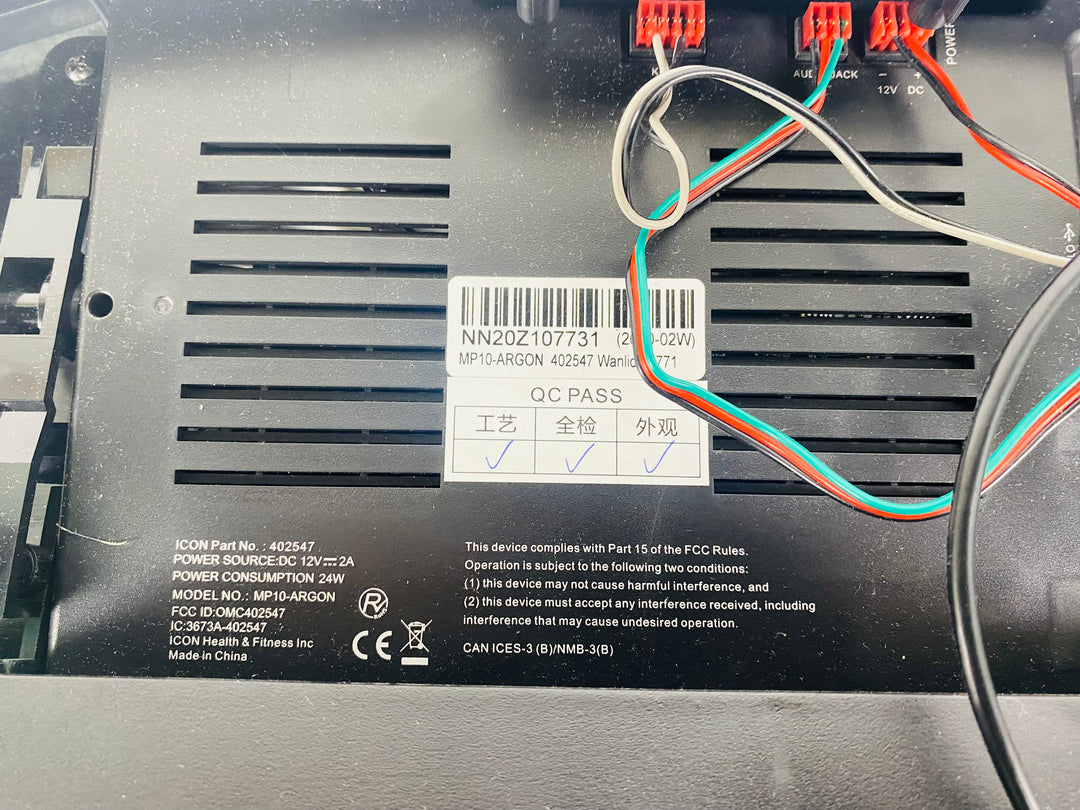 POWER
JACK
− +
12V DC
NN20Z107731
MP10-ARGON 402547
QC PASS
工艺 全检 外观
ICON Part No. : 402547
POWER SOURCE:DC 12V⎓2A
POWER CONSUMPTION 24W
MODEL NO.: MP10-ARGON
FCC ID:OMC402547
IC:3673A-402547
ICON Health & Fitness Inc
Made in China
CE
This device complies with Part 15 of the FCC Rules.
Operation is subject to the following two conditions:
(1) this device may not cause harmful interference, and
(2) this device must accept any interference received, including
interference that may cause undesired operation.
CAN ICES-3 (B)/NMB-3(B)